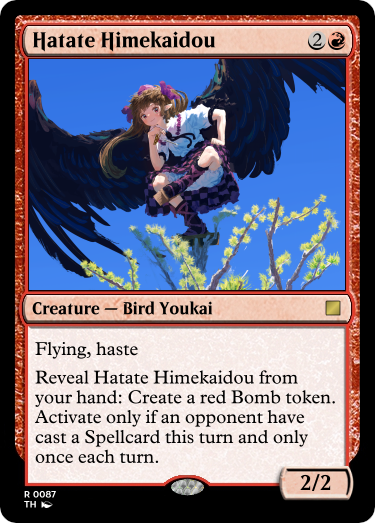 Hatate Himekaidou 2
Creature — Bird Youkai
Flying, haste
Reveal Hatate Himekaidou from
your hand: Create a red Bomb token.
Activate only if an opponent have
cast a Spellcard this turn and only
once each turn.
2/2
R 0087
TH